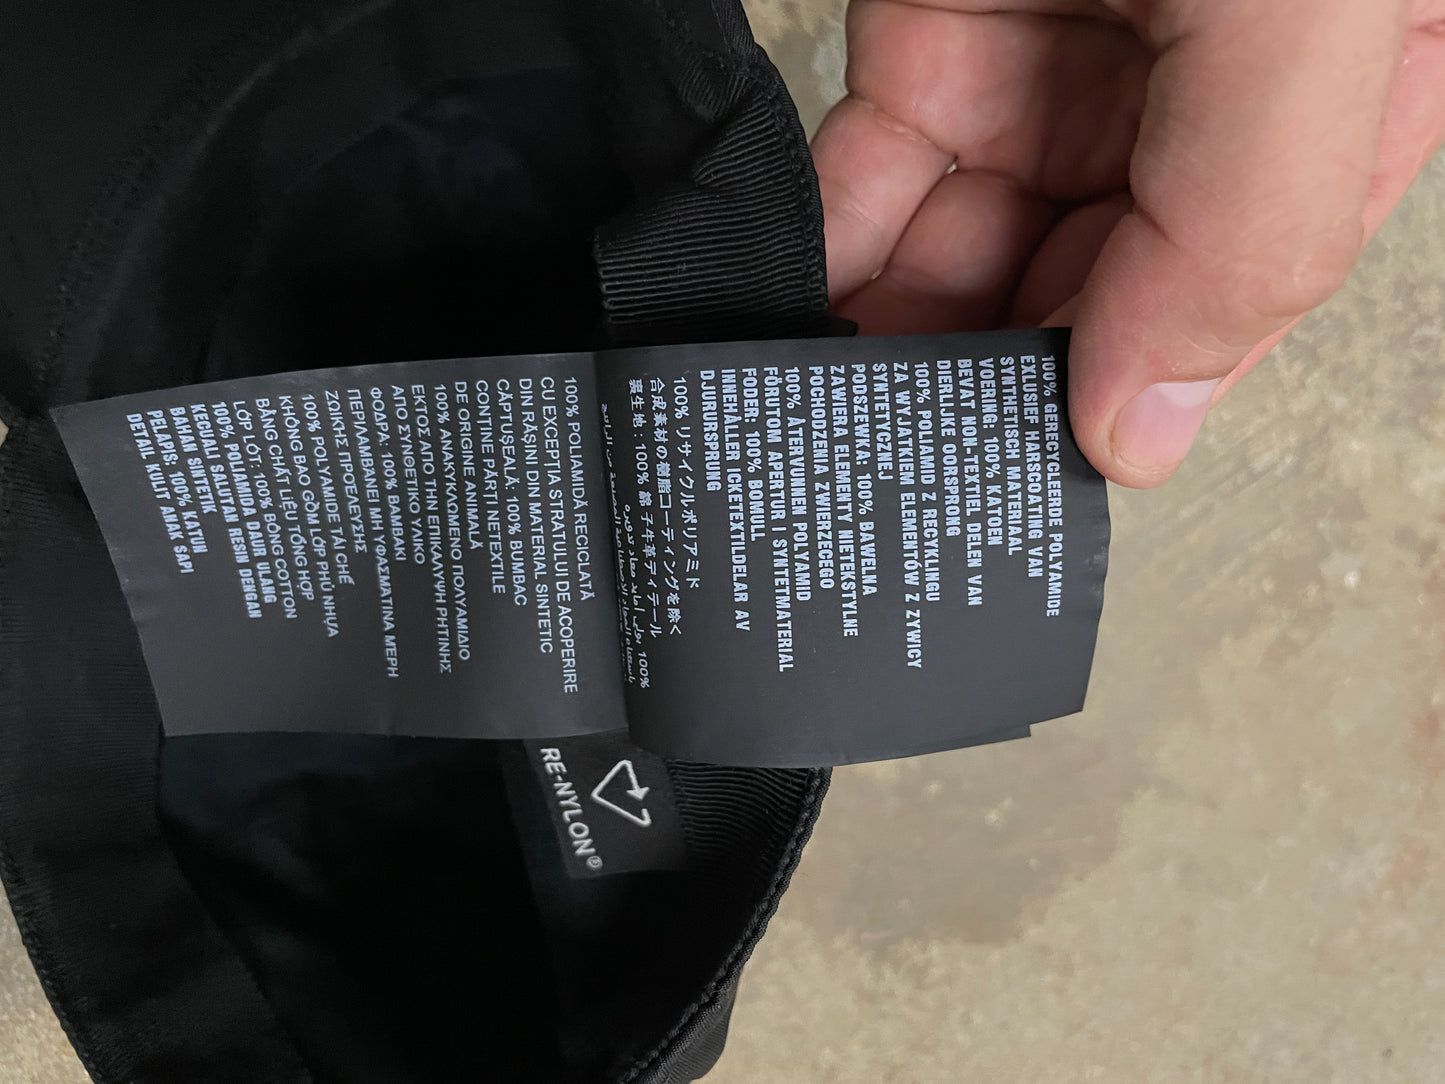 100% GERECYCLEERDE POLYAMIDE
EXLUSIEF HARSCOATING VAN
SYNTHETISCH MATERIAAL
VOERING: 100% KATOEN
BEVAT NON-TEXTIEL DELEN VAN
DIERLIJKE OORSPRONG
100% POLIAMID Z RECYKLINGU
ZA WYJĄTKIEM ELEMENTÓW Z ŻYWICY
SYNTETYCZNEJ
PODSZEWKA: 100% BAWEŁNA
ZAWIERA ELEMENTY NIETEKSTYLNE
POCHODZENIA ZWIERZĘCEGO
100% ÅTERVUNNEN POLYAMID
FÖRUTOM APERTUR I SYNTETMATERIAL
FODER: 100% BOMULL
INNEHÅLLER ICKETEXTILDELAR AV
DJURURSPRUNG
100% リサイクルポリアミド
合成素材の樹脂コーティングを除く
裏生地：100% 綿 子牛革ディテール
100%
100% POLIAMIDĂ RECICLATĂ
CU EXCEPȚIA STRATULUI DE ACOPERIRE
DIN RĂȘINI DIN MATERIAL SINTETIC
CĂPTUȘEALĂ: 100% BUMBAC
CONȚINE PĂRȚI NETEXTILE
DE ORIGINE ANIMALĂ
100% ΑΝΑΚΥΚΛΩΜΕΝΟ ΠΟΛΥΑΜΙΔΙΟ
ΕΚΤΟΣ ΑΠΟ ΤΗΝ ΕΠΙΚΑΛΥΨΗ ΡΗΤΙΝΗΣ
ΑΠΟ ΣΥΝΘΕΤΙΚΟ ΥΛΙΚΟ
ΦΟΔΡΑ: 100% ΒΑΜΒΑΚΙ
ΠΕΡΙΛΑΜΒΑΝΕΙ ΜΗ ΥΦΑΣΜΑΤΙΝΑ ΜΕΡΗ
ΖΩΙΚΗΣ ΠΡΟΕΛΕΥΣΗΣ
100% POLYAMIDE TÁI CHẾ
KHÔNG BAO GỒM LỚP PHỦ NHỰA
BẰNG CHẤT LIỆU TỔNG HỢP
LỚP LÓT: 100% BÔNG COTTON
100% POLIAMIDA DAUR ULANG
KECUALI SALUTAN RESIN DENGAN
BAHAN SINTETIK
PELAPIS: 100% KATUN
DETAIL KULIT ANAK SAPI
RE-NYLON®